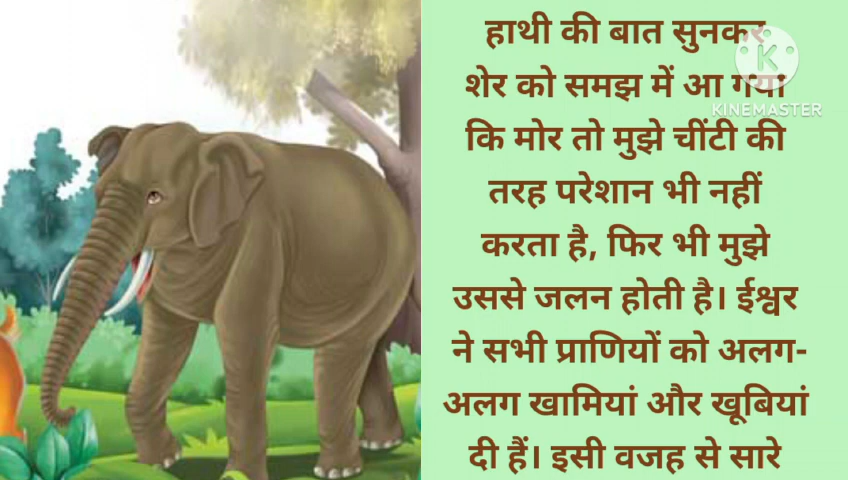 हाथी की बात सुनकर
शेर को समझ में आ गया
KINEMASTER
कि मोर तो मुझे चींटी की
तरह परेशान भी नहीं
करता है, फिर भी मुझे
उससे जलन होती है। ईश्वर
ने सभी प्राणियों को अलग-
अलग खामियां और खूबियां
दी हैं। इसी वजह से सारे